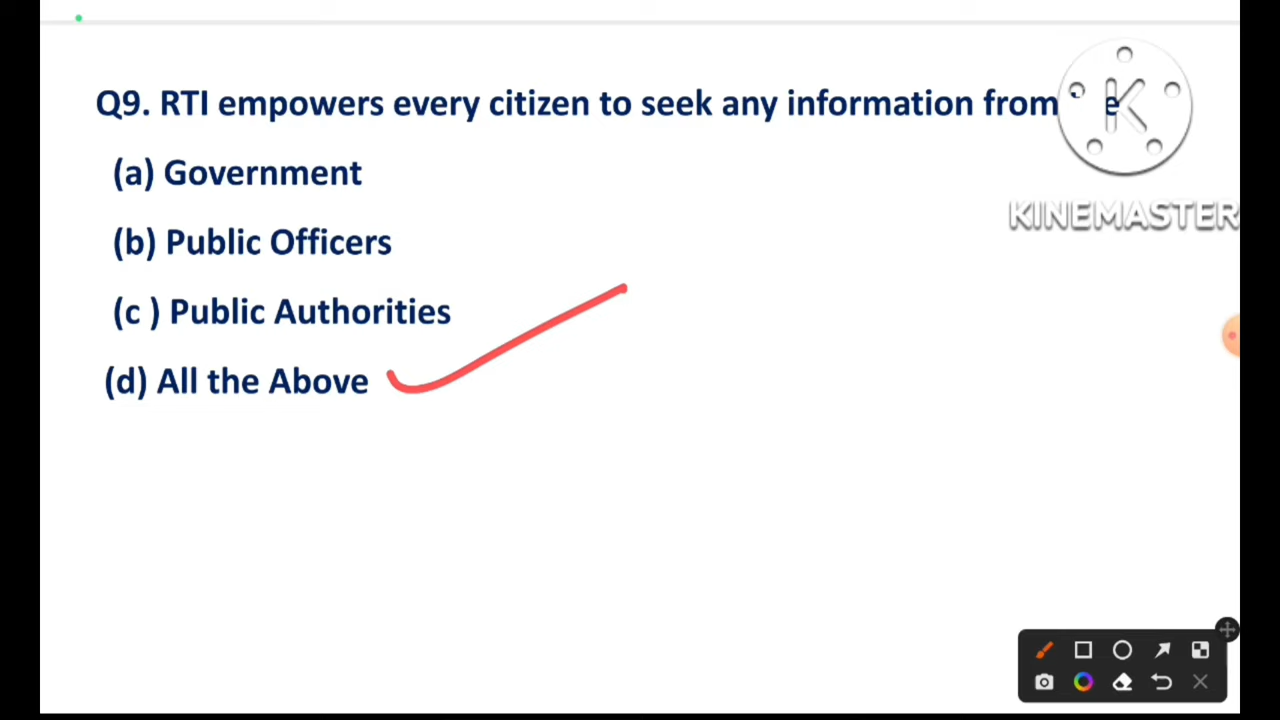 Q9. RTI empowers every citizen to seek any information from
(a) Government
(b) Public Officers
(c ) Public Authorities
(d) All the Above
K
KINEMASTER